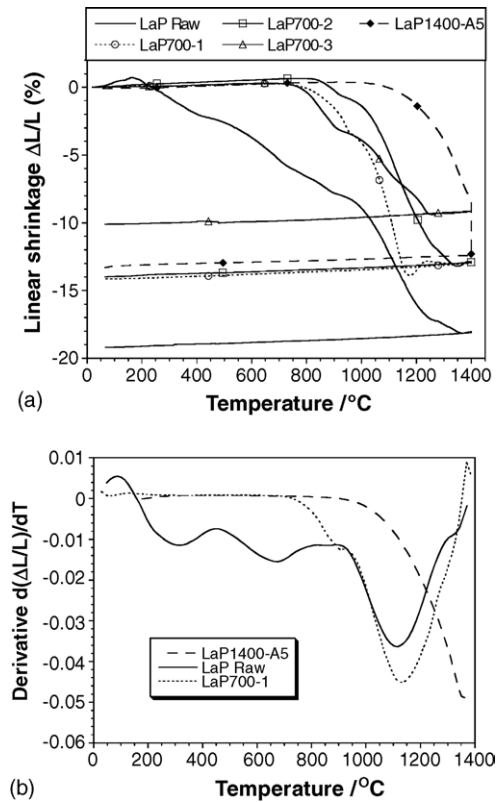 (a)
LaP Raw
LaP700-2
LaP1400-A5
LaP700-1
LaP700-3
Linear shrinkage ΔL/L (%)
0
-5
-10
-15
-20
0 200 400 600 800 1000 1200 1400
Temperature /°C
(b)
Derivative d(ΔL/L)/dT
0.01
0
-0.01
-0.02
-0.03
-0.04
-0.05
-0.06
LaP1400-A5
LaP Raw
LaP700-1
0 200 400 600 800 1000 1200 1400
Temperature/°C